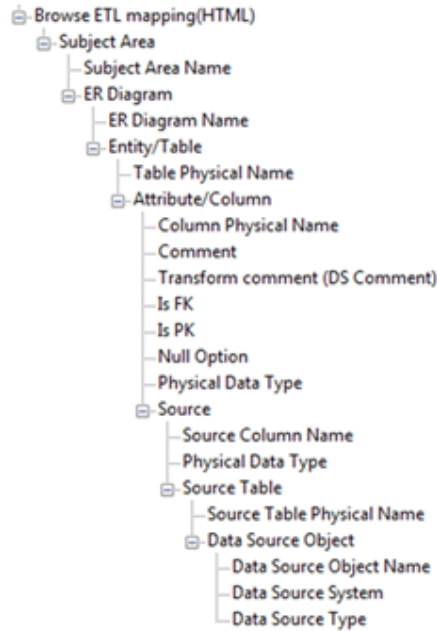 Browse ETL mapping(HTML)
Subject Area
Subject Area Name
ER Diagram
ER Diagram Name
Entity/Table
Table Physical Name
Attribute/Column
Column Physical Name
Comment
Transform comment (DS Comment)
Is FK
Is PK
Null Option
Physical Data Type
Source
Source Column Name
Physical Data Type
Source Table
Source Table Physical Name
Data Source Object
Data Source Object Name
Data Source System
Data Source Type